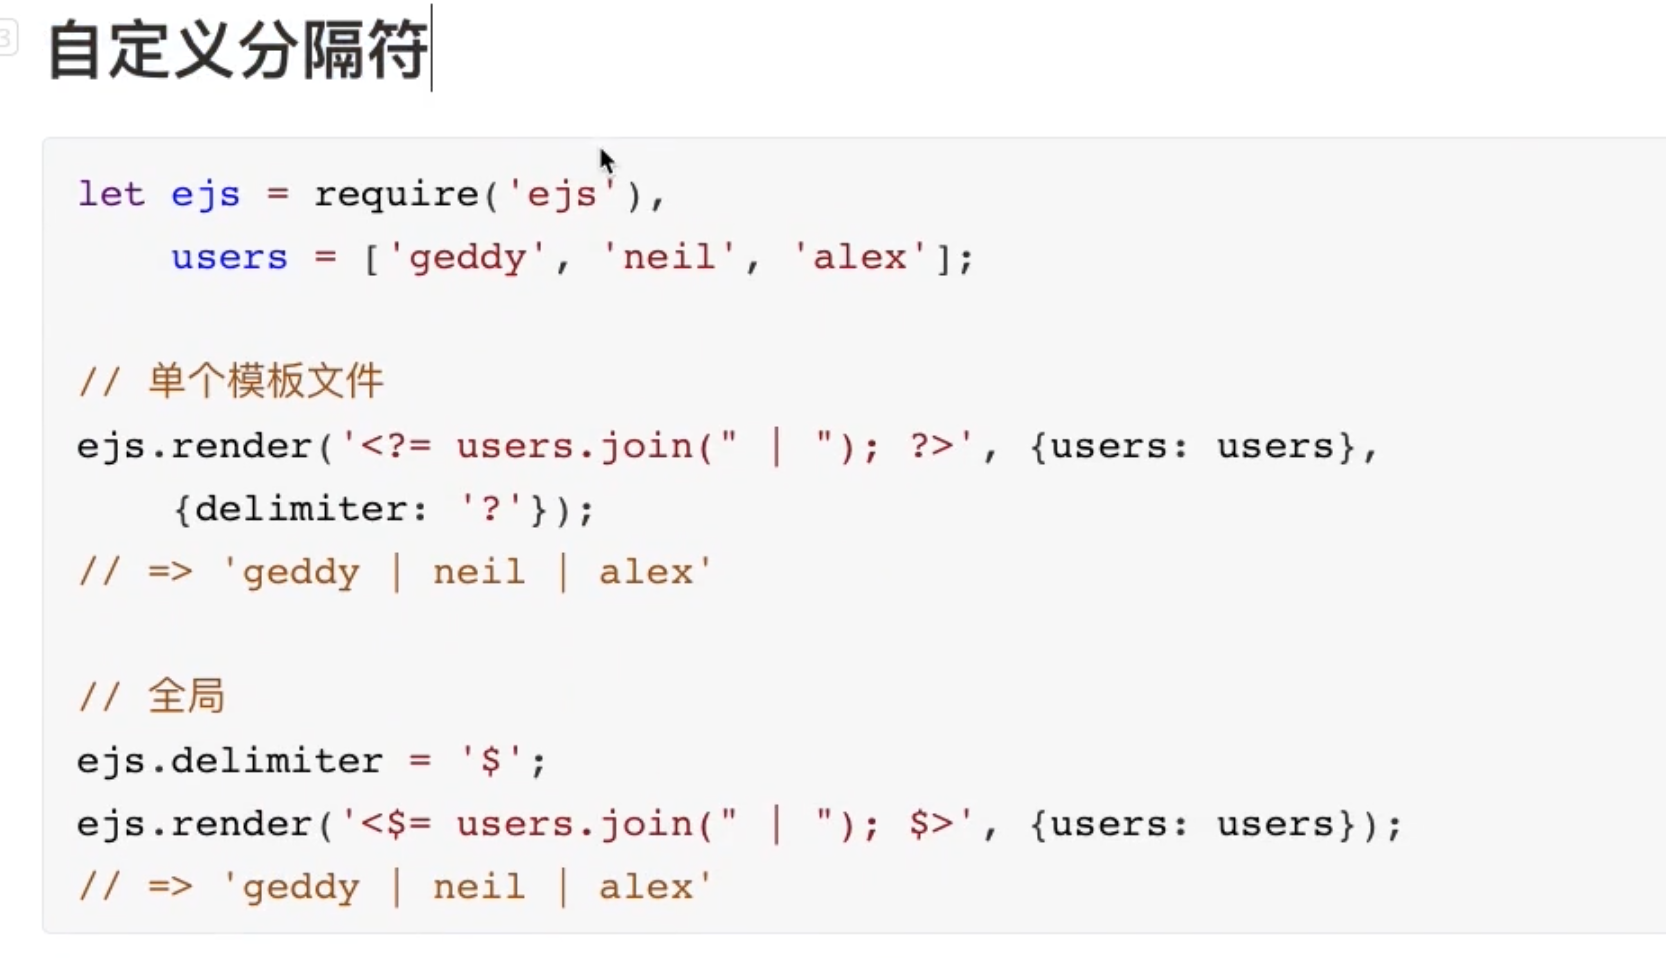 3
自定义分隔符
let ejs = require('ejs'),
    users = ['geddy', 'neil', 'alex'];
// 单个模板文件
ejs.render('<?= users.join(" | "); ?>', {users: users},
    {delimiter: '?'});
// => 'geddy | neil | alex'
// 全局
ejs.delimiter = '$';
ejs.render('<$= users.join(" | "); $>', {users: users});
// => 'geddy | neil | alex'